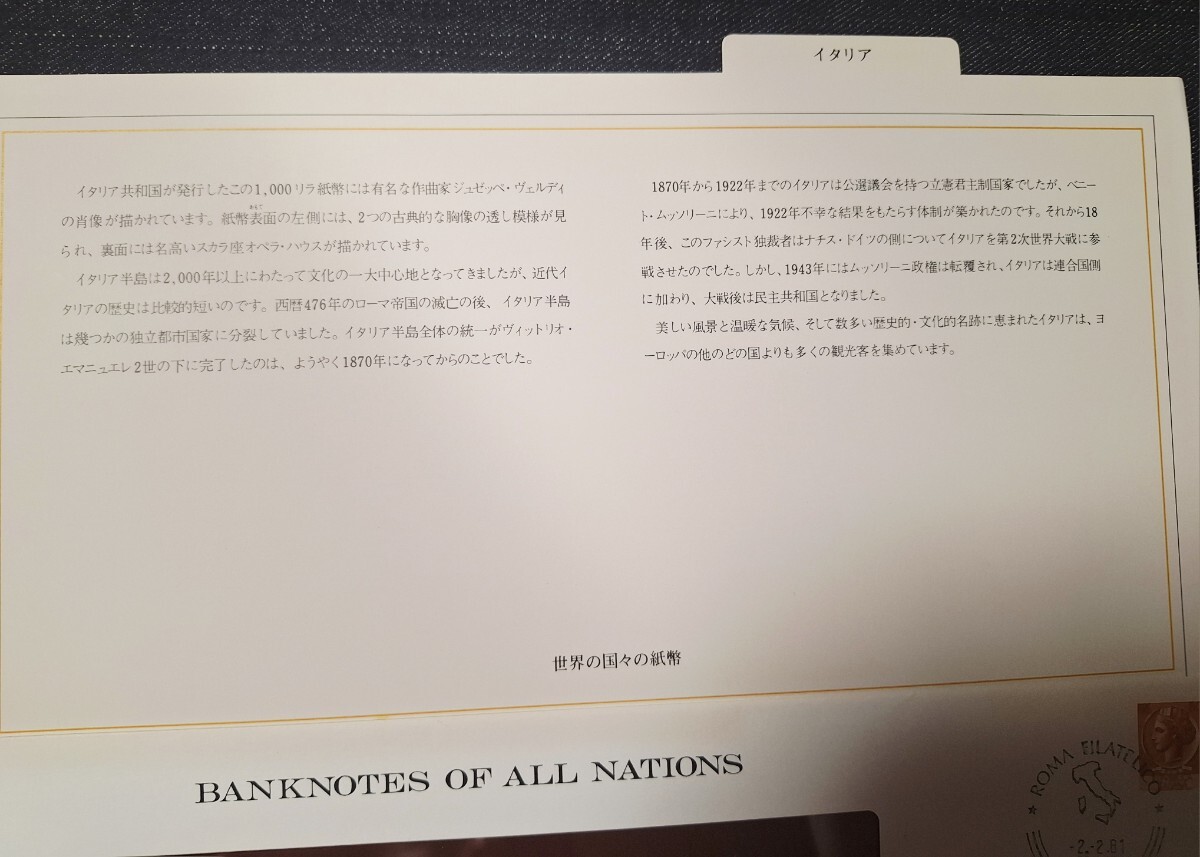 イタリア
イタリア共和国が発行したこの1,000リラ紙幣には有名な作曲家ジュゼッペ・ヴェルディ
の肖像が描かれています。紙幣表面の左側には、2つの古典的な胸像の透し模様が見
られ、裏面には名高いスカラ座オペラ・ハウスが描かれています。
イタリア半島は2,000年以上にわたって文化の一大中心地となってきましたが、近代イ
タリアの歴史は比較的短いのです。西暦476年のローマ帝国の滅亡の後、イタリア半島
は幾つかの独立都市国家に分裂していました。イタリア半島全体の統一がヴィットリオ・
エマニュエレ2世の下に完了したのは、ようやく1870年になってからのことでした。
1870年から1922年までのイタリアは公選議会を持つ立憲君主制国家でしたが、ベニー
ト・ムッソリーニにより、1922年不幸な結果をもたらす体制が築かれたのです。それから18
年後、このファシスト独裁者はナチス・ドイツの側についてイタリアを第2次世界大戦に参
戦させたのでした。しかし、1943年にはムッソリーニ政権は転覆され、イタリアは連合国側
に加わり、大戦後は民主共和国となりました。
美しい風景と温暖な気候、そして数多い歴史的・文化的名跡に恵まれたイタリアは、ヨ
ーロッパの他のどの国よりも多くの観光客を集めています。
世界の国々の紙幣
BANKNOTES OF ALL NATIONS
ROMA FILATELICO
-2.-2.81